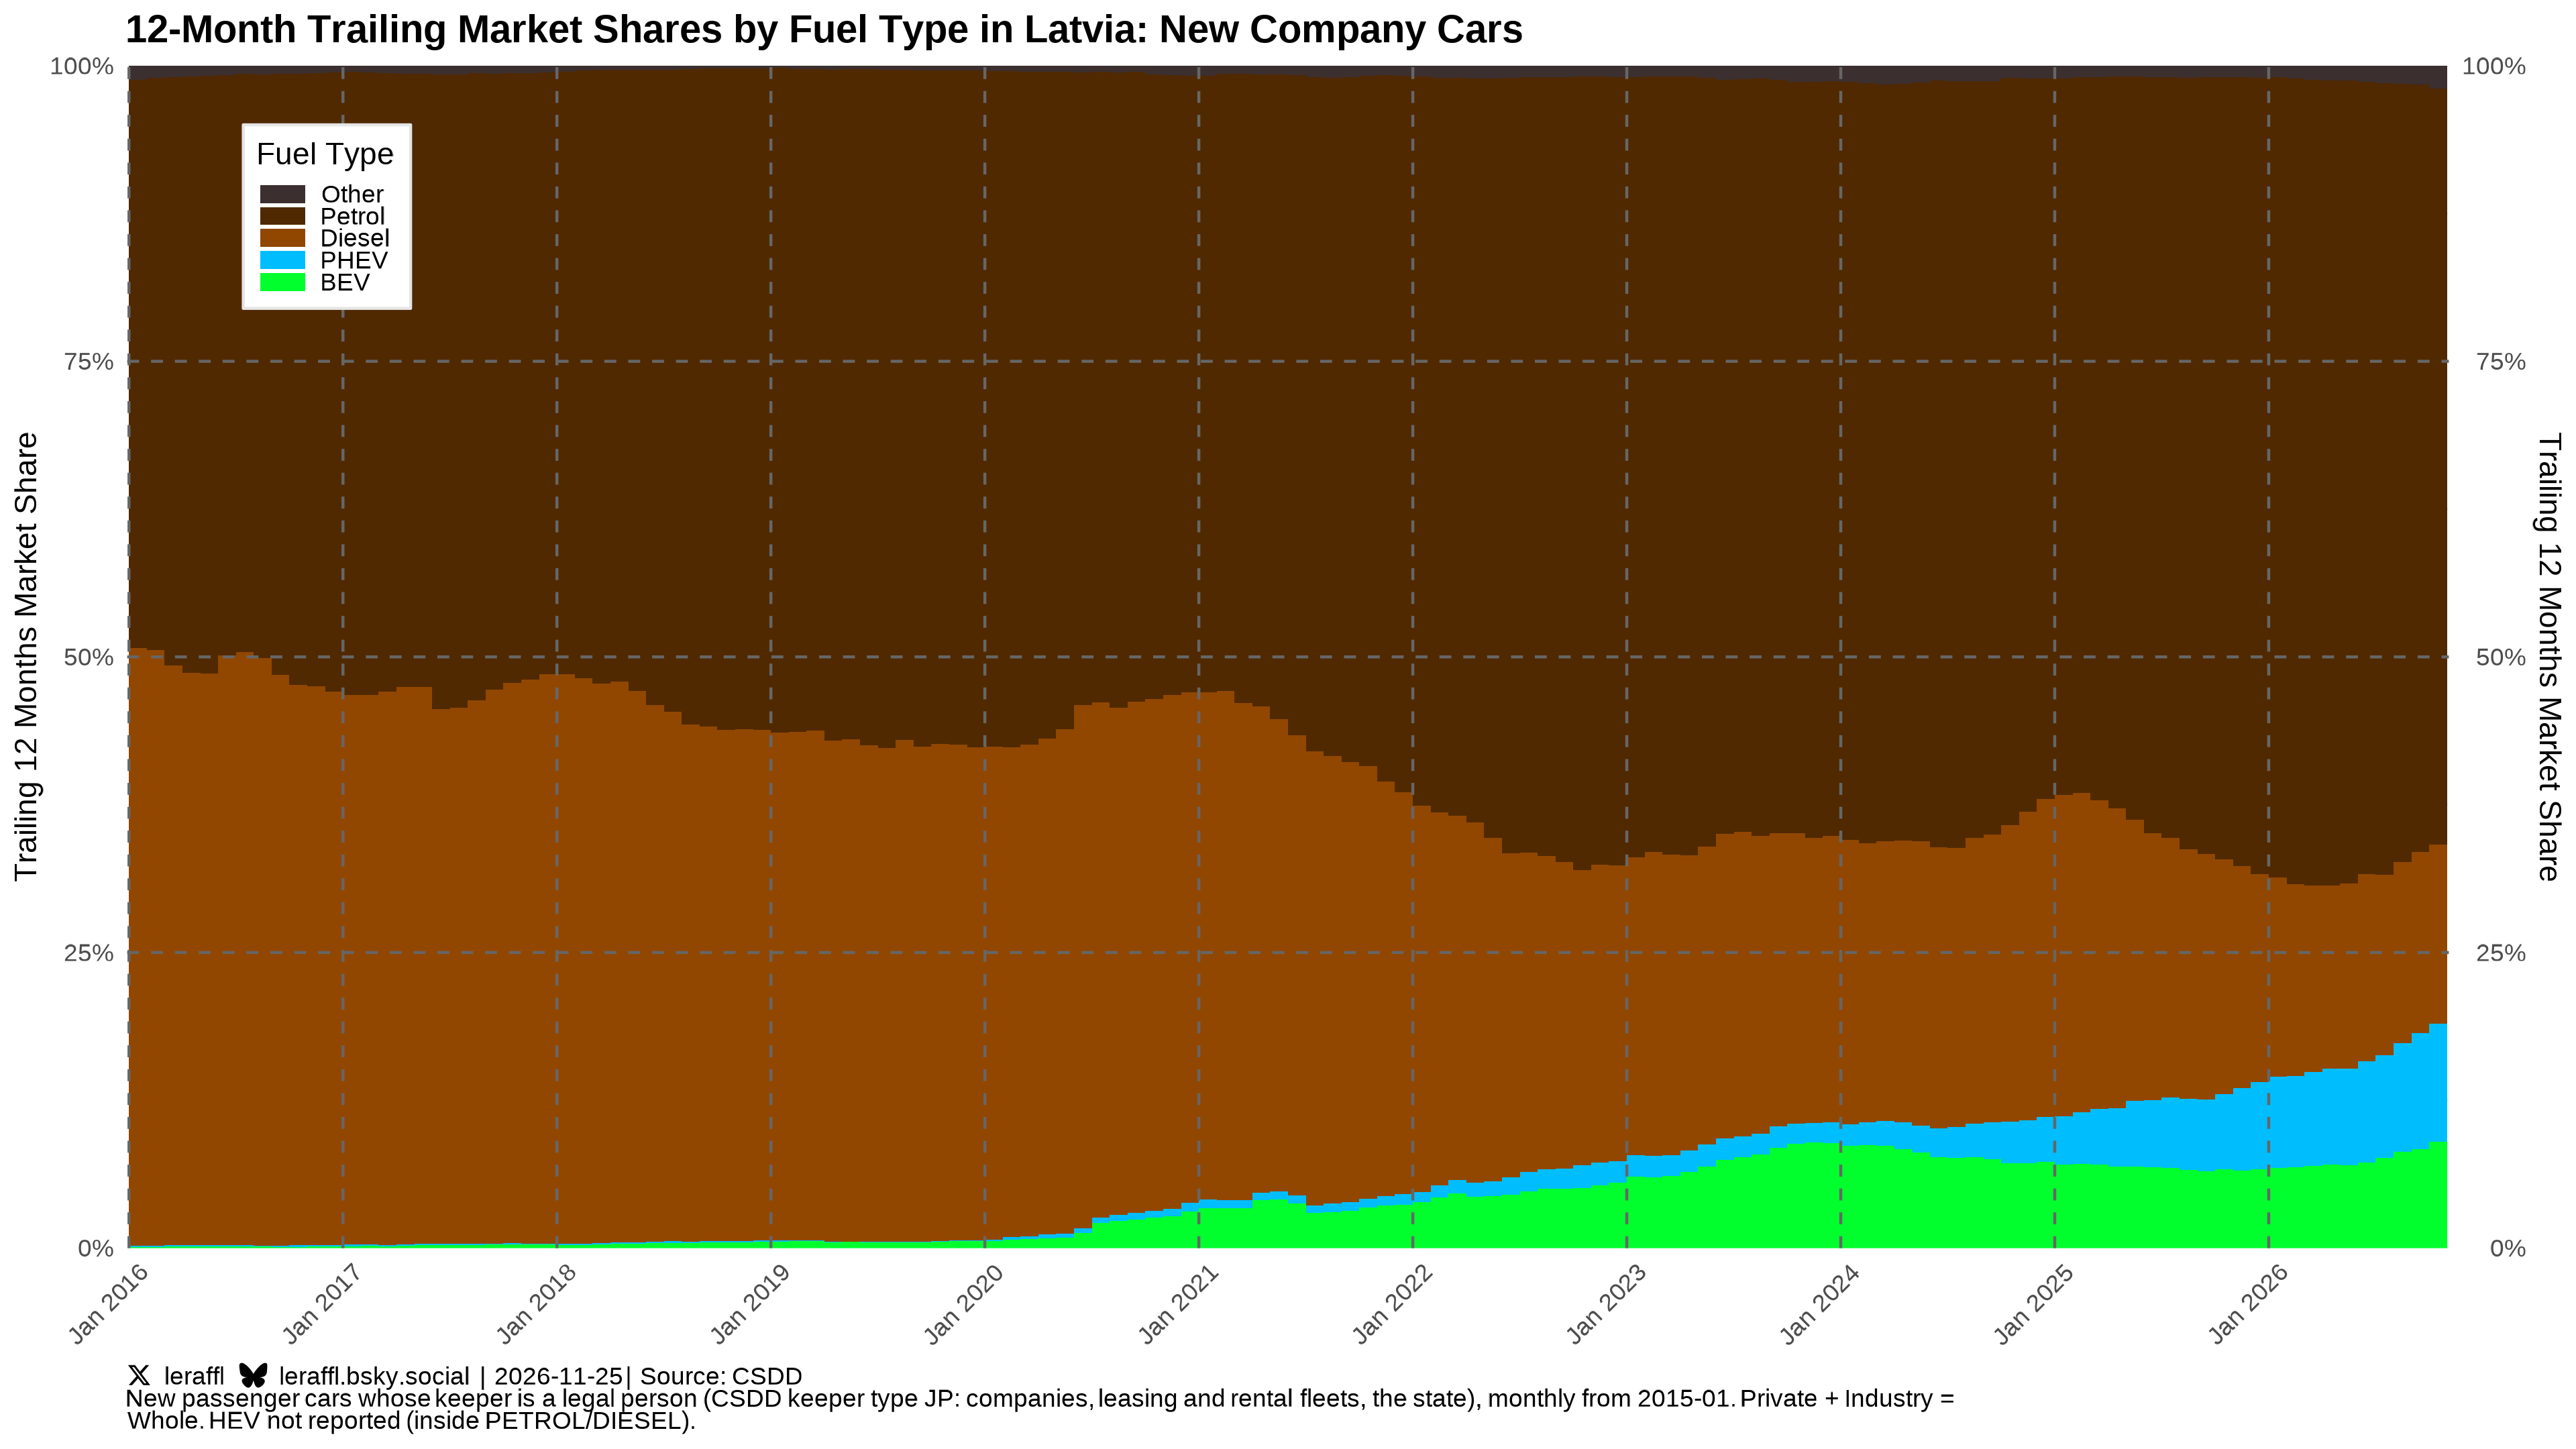 12-Month Trailing Market Shares by Fuel Type in Latvia: New Company Cars
100%
100%
Fuel Type
Other
Petrol
Diesel
PHEV
BEV
75%
75%
Trailing 12 Months Market Share
Trailing 12 Months Market Share
50%
50%
25%
25%
0%
0%
Jan 2016
Jan 2017
Jan 2018
Jan 2019
Jan 2020
Jan 2021
Jan 2022
Jan 2023
Jan 2024
Jan 2025
Jan 2026
leraffl leraffl.bsky.social | 2026-11-25| Source: CSDD
New passenger cars whose keeper is a legal person (CSDD keeper type JP: companies, leasing and rental fleets, the state), monthly from 2015-01. Private + Industry =
Whole. HEV not reported (inside PETROL/DIESEL).